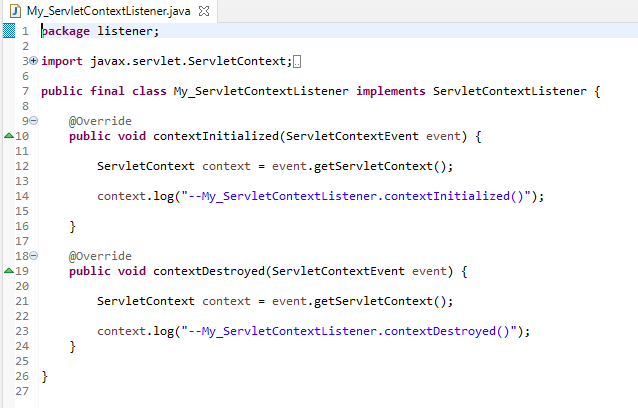 My_ServletContextListener.java
1 package listener;
2
3 import javax.servlet.ServletContext;
6
7 public final class My_ServletContextListener implements ServletContextListener {
8
9 @Override
10 public void contextInitialized(ServletContextEvent event) {
11
12 ServletContext context = event.getServletContext();
13
14 context.log("--My_ServletContextListener.contextInitialized()");
15
16 }
17
18 @Override
19 public void contextDestroyed(ServletContextEvent event) {
20
21 ServletContext context = event.getServletContext();
22
23 context.log("--My_ServletContextListener.contextDestroyed()");
24 }
25
26 }
27